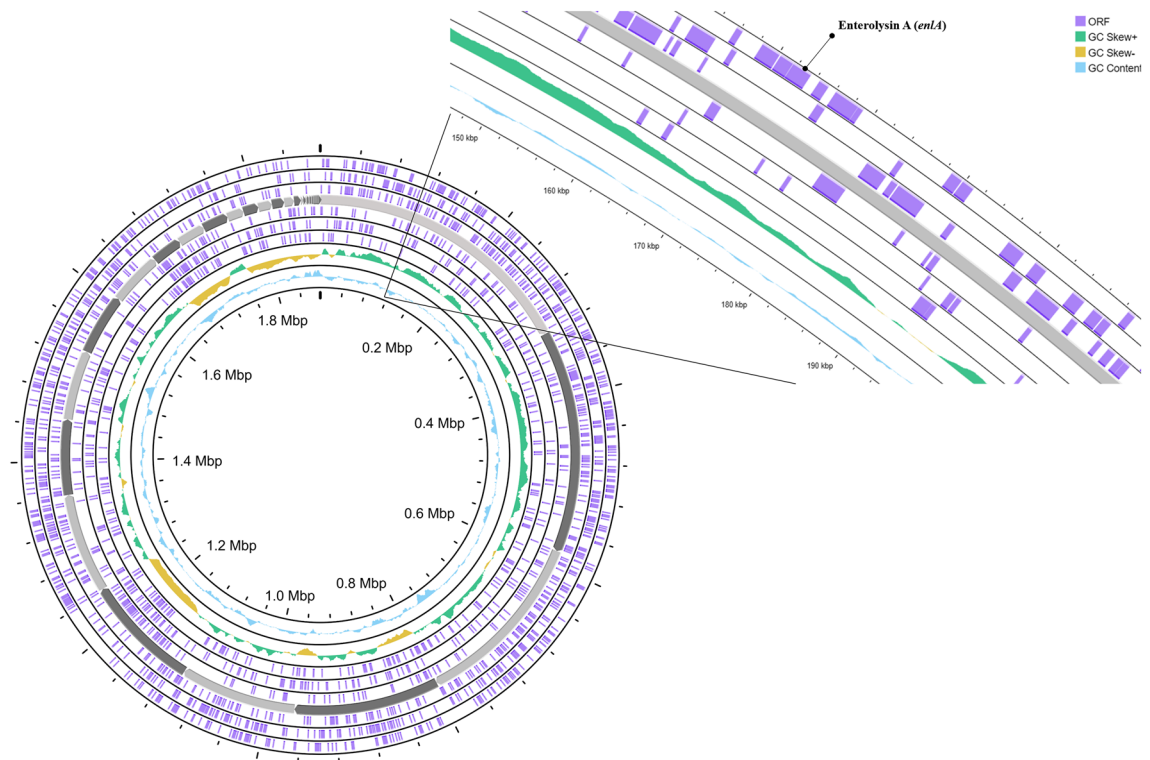 Enterolysin A (enlA)
ORF
GC Skew+
GC Skew-
GC Content
150 kbp
160 kbp
170 kbp
180 kbp
190 kbp
1.8 Mbp
0.2 Mbp
1.6 Mbp
0.4 Mbp
1.4 Mbp
0.6 Mbp
1.2 Mbp
0.8 Mbp
1.0 Mbp